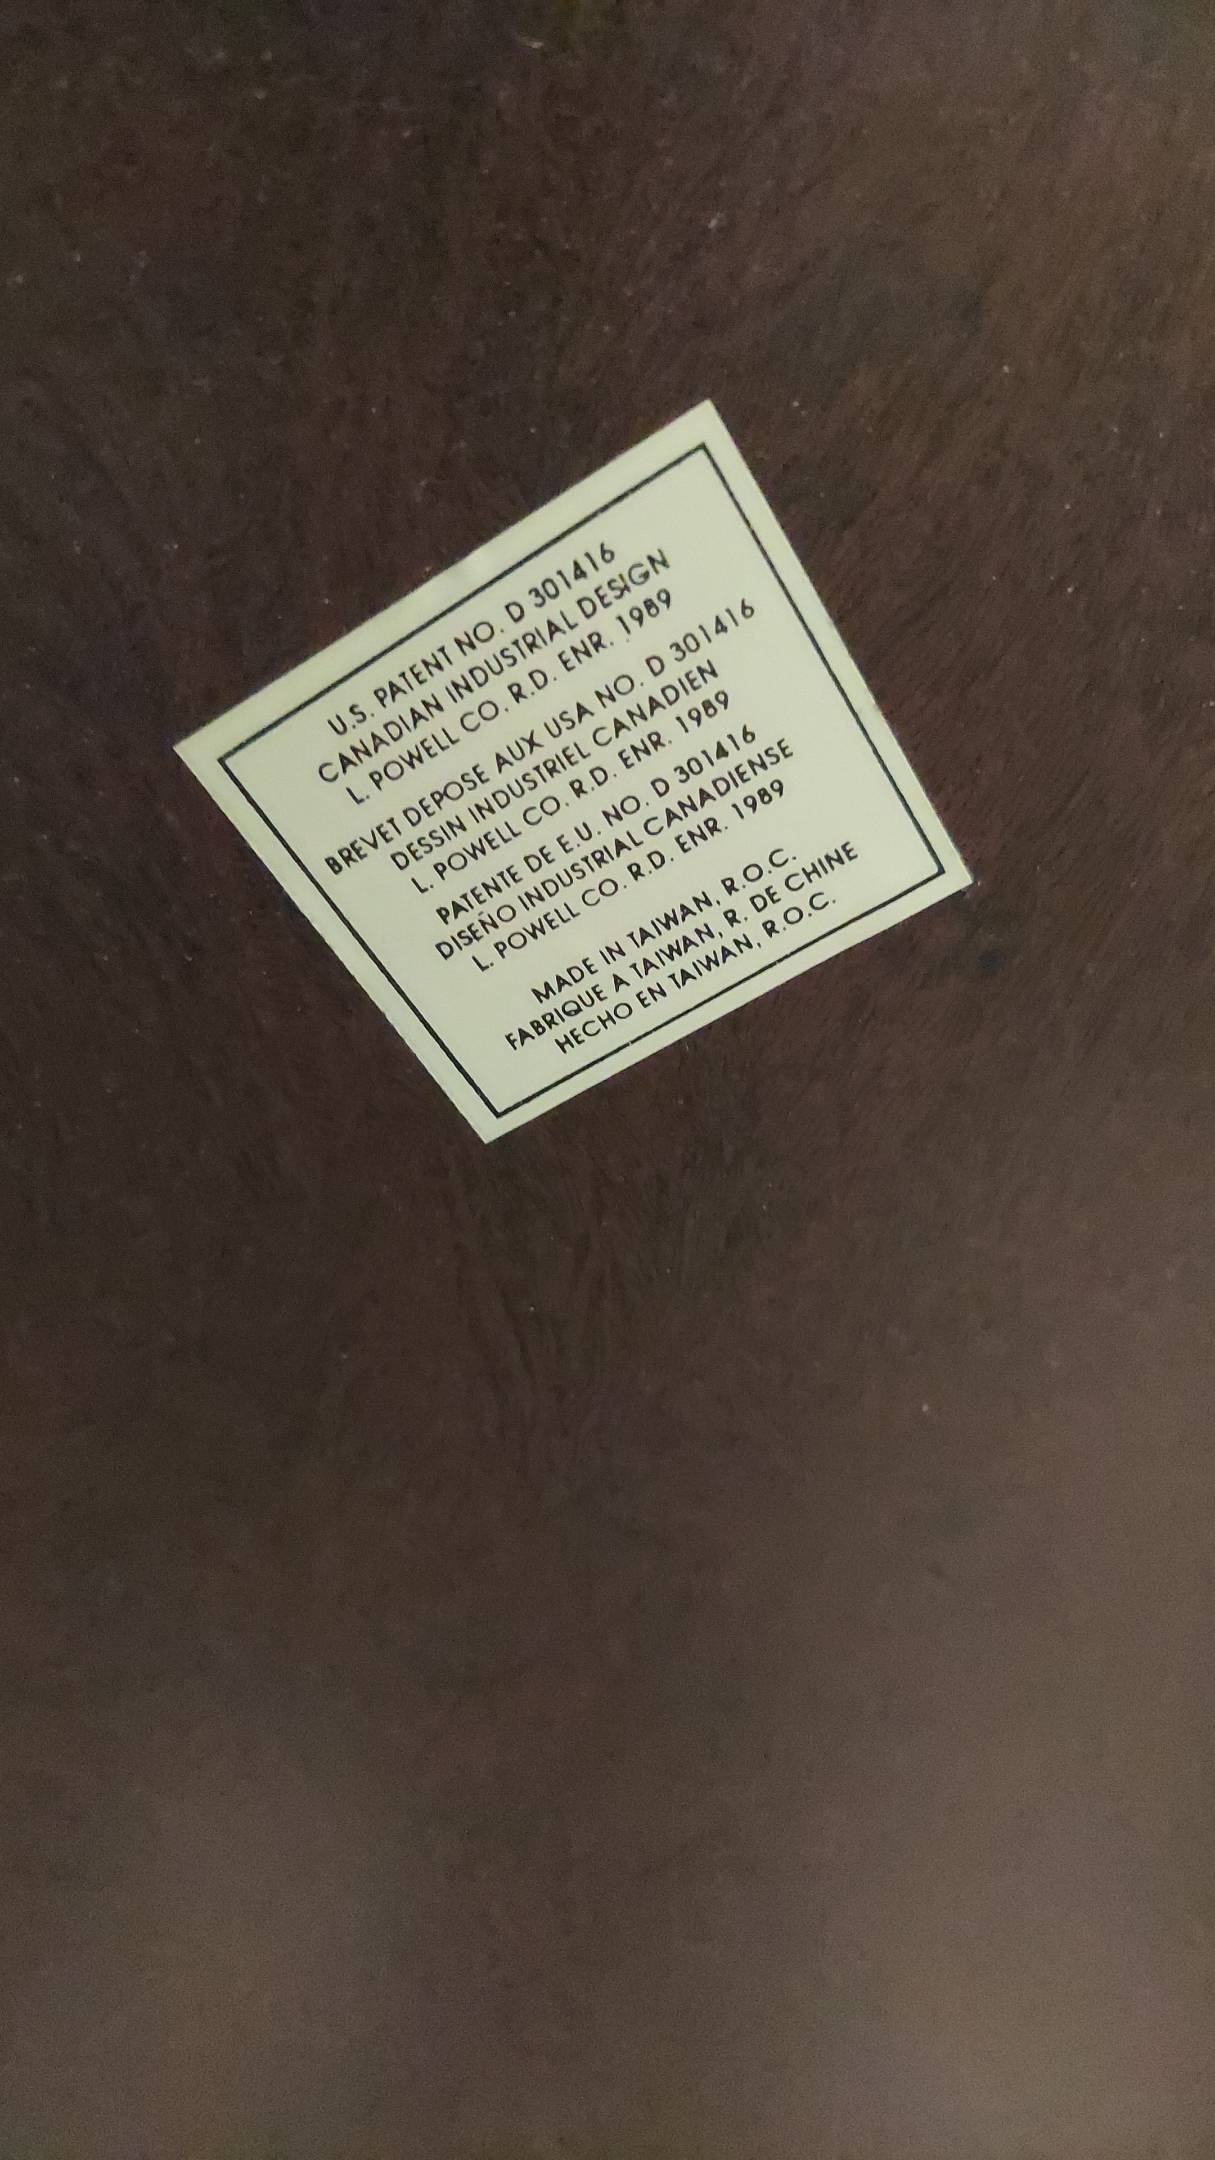 U.S. PATENT NO. D 301416
CANADIAN INDUSTRIAL DESIGN
L. POWELL CO. R.D. ENR. 1989
BREVET DEPOSE AUX USA NO. D 301416
DESSIN INDUSTRIEL CANADIEN
L. POWELL CO. R.D. ENR. 1989
PATENTE DE E.U. NO. D 301416
DISEÑO INDUSTRIAL CANADIENSE
L. POWELL CO. R.D. ENR. 1989
MADE IN TAIWAN, R.O.C.
FABRIQUE A TAIWAN, R. DE CHINE
HECHO EN TAIWAN, R.O.C.